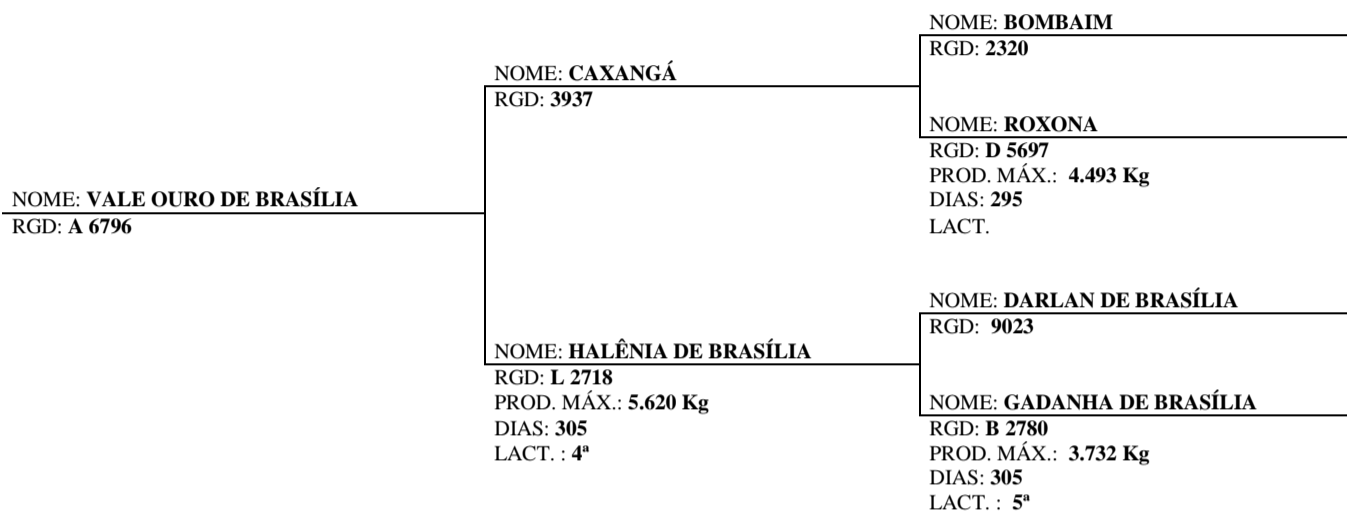 NOME: BOMBAIM
RGD: 2320
NOME: CAXANGÁ
RGD: 3937
NOME: ROXONA
RGD: D 5697
PROD. MÁX.: 4.493 Kg
DIAS: 295
LACT.
NOME: VALE OURO DE BRASÍLIA
RGD: A 6796
NOME: DARLAN DE BRASÍLIA
RGD: 9023
NOME: HALÊNIA DE BRASÍLIA
RGD: L 2718
PROD. MÁX.: 5.620 Kg
DIAS: 305
LACT. : 4ª
NOME: GADANHA DE BRASÍLIA
RGD: B 2780
PROD. MÁX.: 3.732 Kg
DIAS: 305
LACT. : 5ª